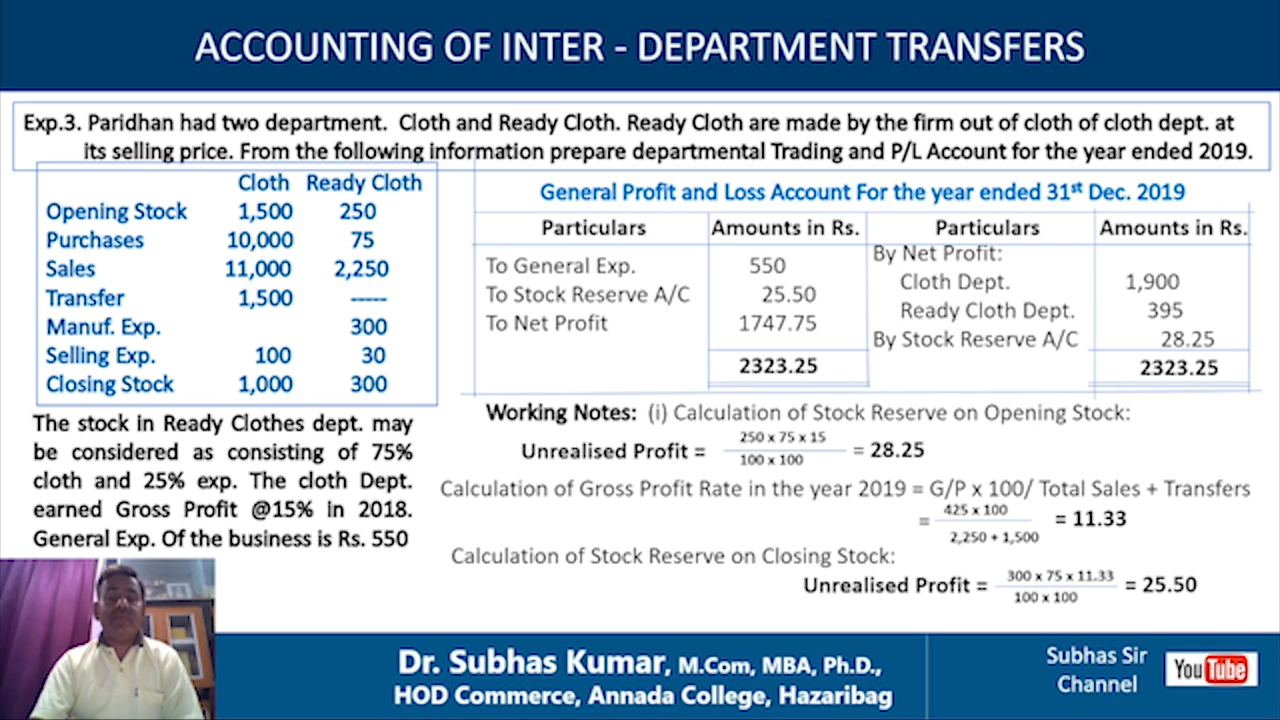 ACCOUNTING OF INTER - DEPARTMENT TRANSFERS
Exp.3. Paridhan had two department. Cloth and Ready Cloth. Ready Cloth are made by the firm out of cloth of cloth dept. at
its selling price. From the following information prepare departmental Trading and P/L Account for the year ended 2019.
Cloth Ready Cloth
Opening Stock 1,500 250
Purchases 10,000 75
Sales 11,000 2,250
Transfer 1,500 -----
Manuf. Exp. 300
Selling Exp. 100 30
Closing Stock 1,000 300
The stock in Ready Clothes dept. may
be considered as consisting of 75%
cloth and 25% exp. The cloth Dept.
earned Gross Profit @15% in 2018.
General Exp. Of the business is Rs. 550
General Profit and Loss Account For the year ended 31st Dec. 2019
Particulars Amounts in Rs. Particulars Amounts in Rs.
By Net Profit:
To General Exp. 550
Cloth Dept. 1,900
To Stock Reserve A/C 25.50
Ready Cloth Dept. 395
To Net Profit 1747.75
By Stock Reserve A/C 28.25
2323.25 2323.25
Working Notes: (i) Calculation of Stock Reserve on Opening Stock:
Unrealised Profit = 250 x 75 x 15 = 28.25
100 x 100
Calculation of Gross Profit Rate in the year 2019 = G/P x 100/ Total Sales + Transfers
= 425 x 100 = 11.33
2,250 + 1,500
Calculation of Stock Reserve on Closing Stock:
Unrealised Profit = 300 x 75 x 11.33 = 25.50
100 x 100
Dr. Subhas Kumar, M.Com, MBA, Ph.D.,
HOD Commerce, Annada College, Hazaribag
Subhas Sir
Channel
YouTube